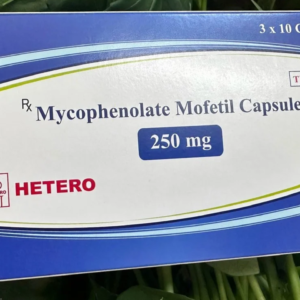 3 x 10 C
Rx Mycophenolate Mofetil Capsule
250 mg
HETERO